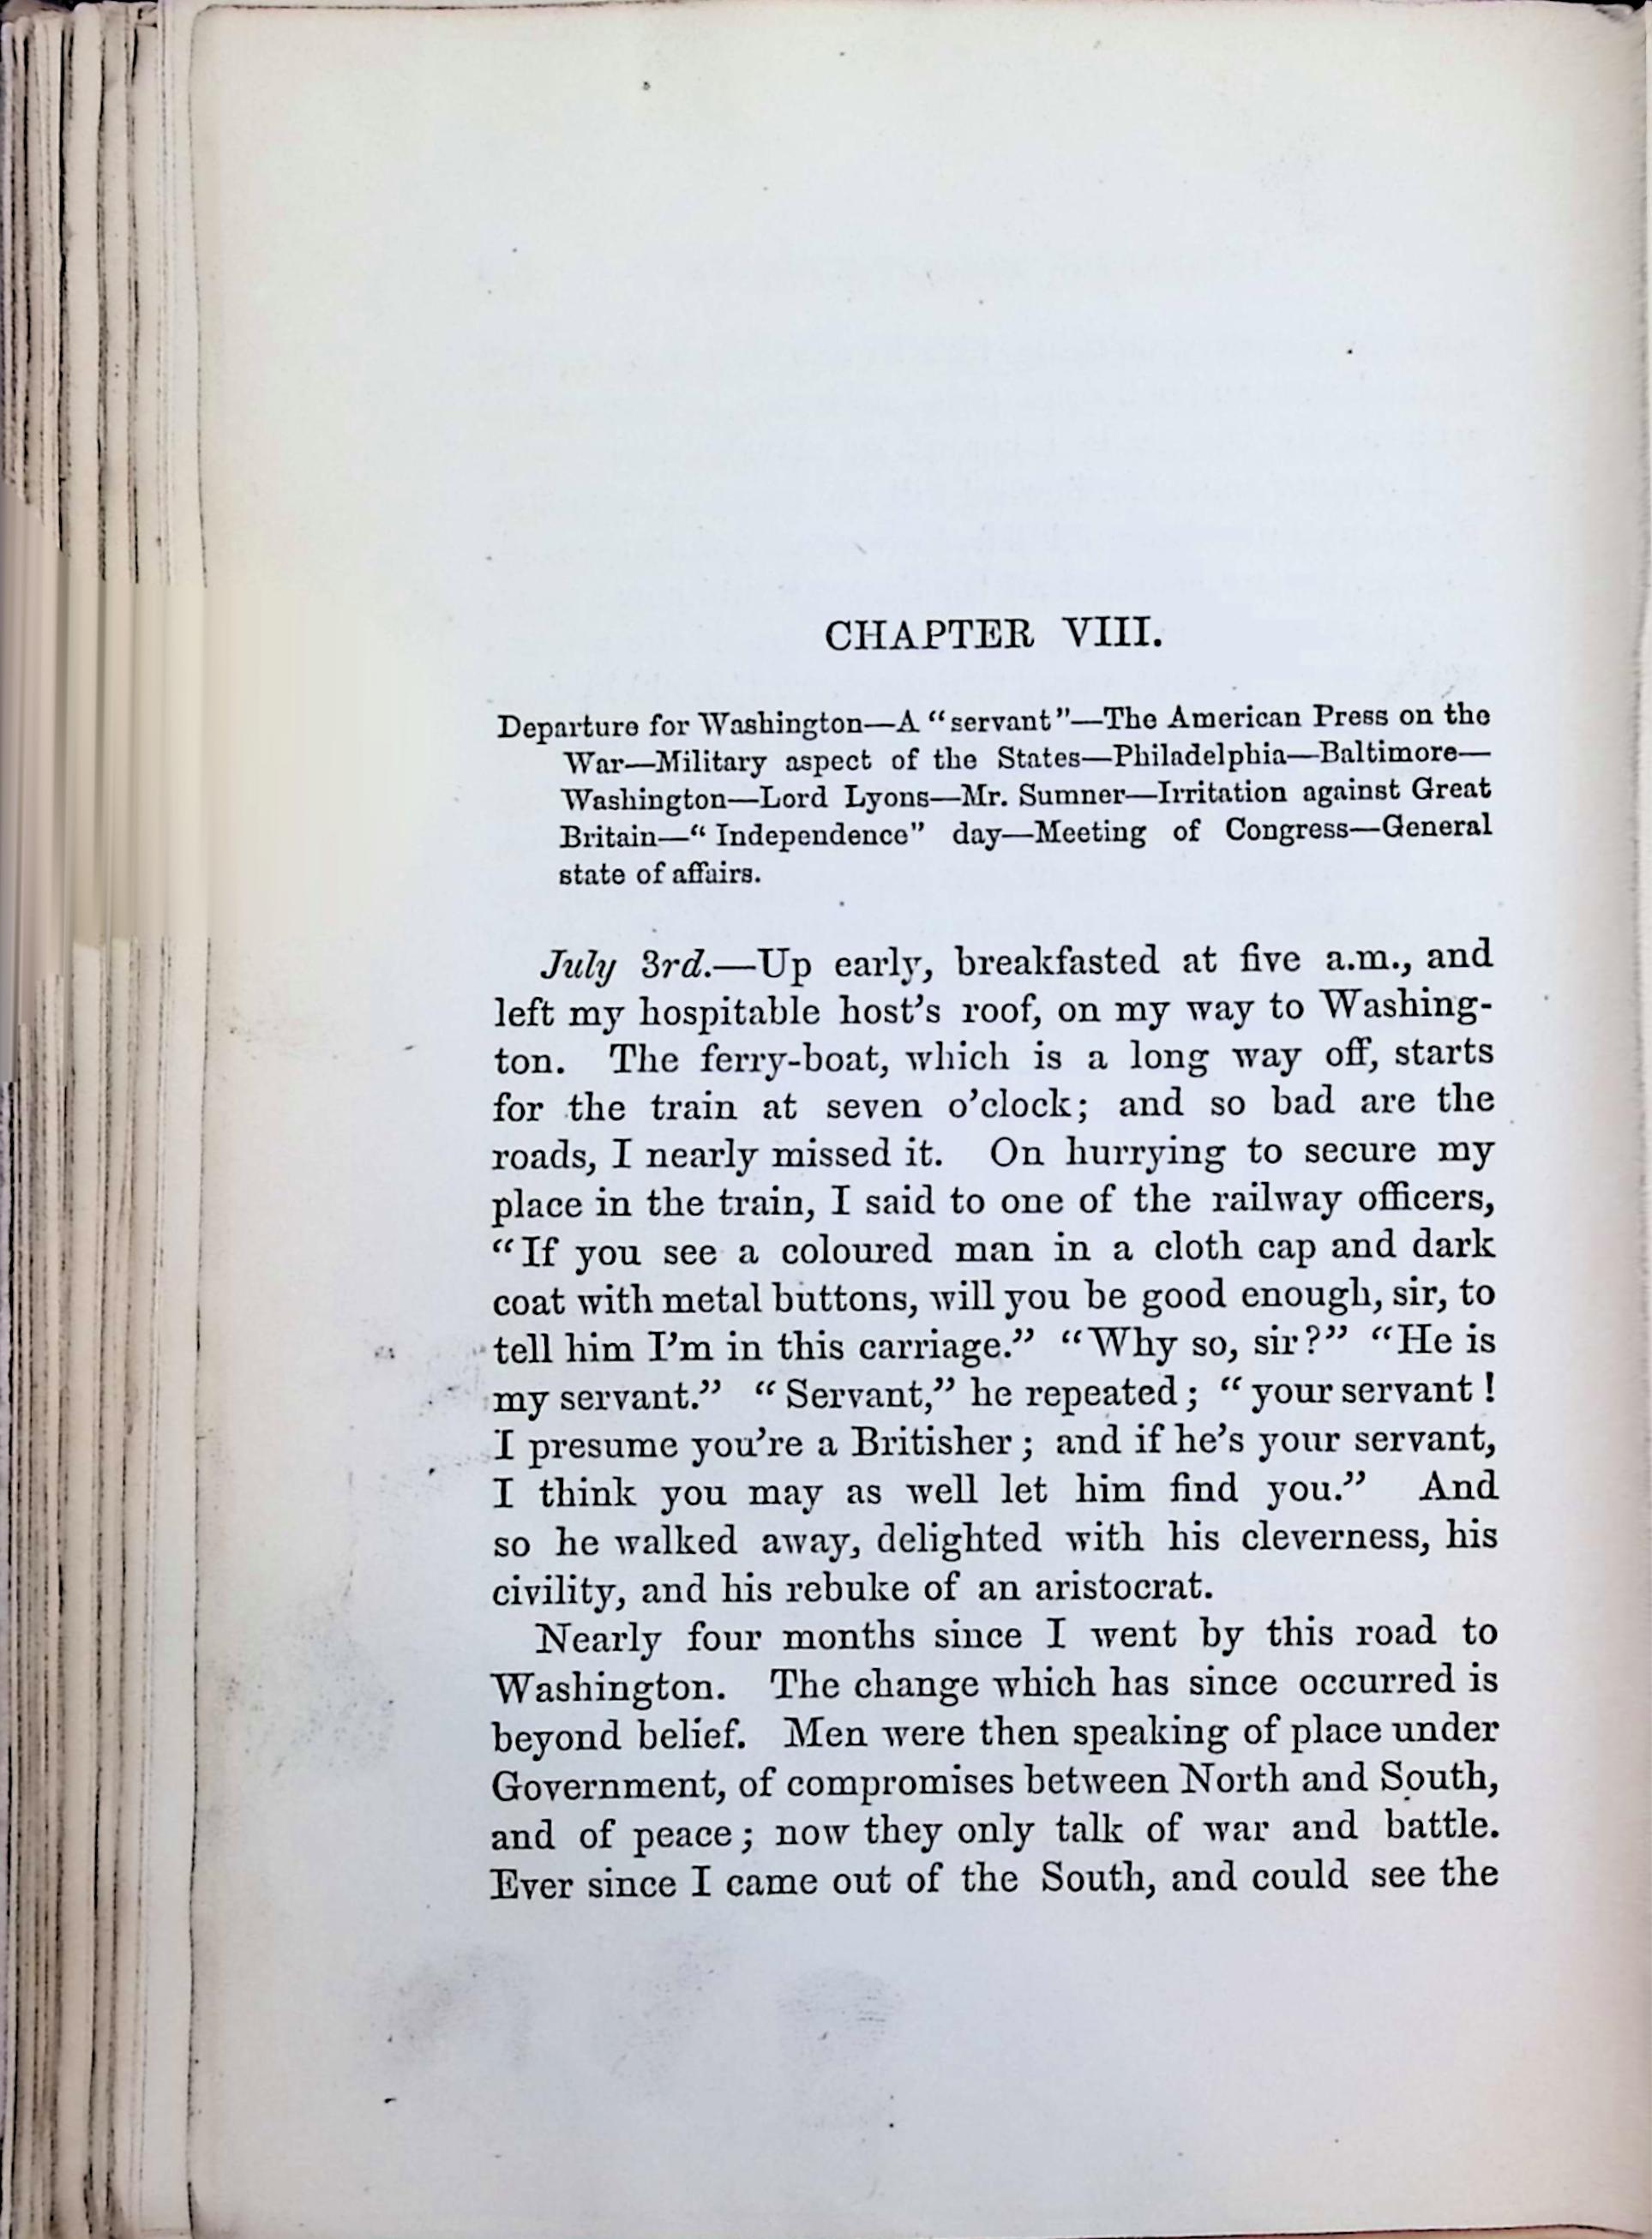 CHAPTER VIII.
Departure for Washington—A “servant”—The American Press on the
War—Military aspect of the States—Philadelphia—Baltimore—
Washington—Lord Lyons—Mr. Sumner—Irritation against Great
Britain—“Independence” day—Meeting of Congress—General
state of affairs.
July 3rd.—Up early, breakfasted at five a.m., and
left my hospitable host’s roof, on my way to Washing-
ton. The ferry-boat, which is a long way off, starts
for the train at seven o’clock; and so bad are the
roads, I nearly missed it. On hurrying to secure my
place in the train, I said to one of the railway officers,
“If you see a coloured man in a cloth cap and dark
coat with metal buttons, will you be good enough, sir, to
tell him I’m in this carriage.” “Why so, sir?” “He is
my servant.” “Servant,” he repeated; “your servant!
I presume you’re a Britisher; and if he’s your servant,
I think you may as well let him find you.” And
so he walked away, delighted with his cleverness, his
civility, and his rebuke of an aristocrat.
Nearly four months since I went by this road to
Washington. The change which has since occurred is
beyond belief. Men were then speaking of place under
Government, of compromises between North and South,
and of peace; now they only talk of war and battle.
Ever since I came out of the South, and could see the